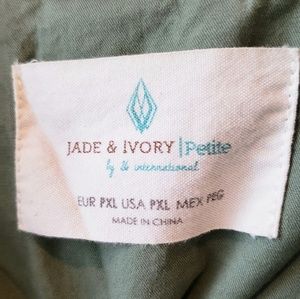 JADE & IVORY | Petite
by b international
EUR PXL USA PXL MEX PEG
MADE IN CHINA